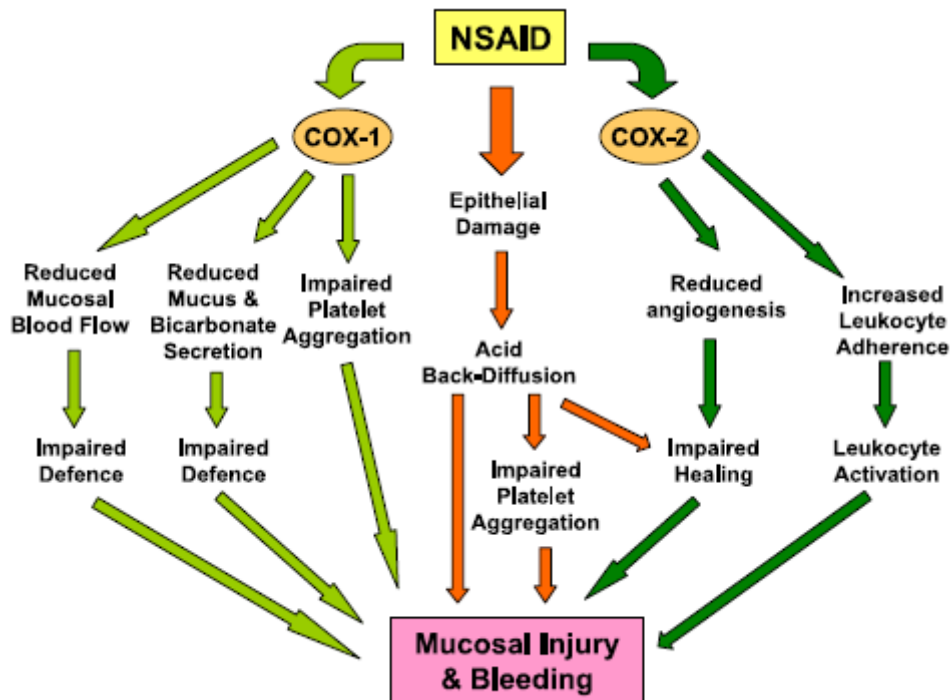 NSAID
COX-1
COX-2
Epithelial
Damage
Reduced
Mucosal
Blood Flow
Reduced
Mucus &
Bicarbonate
Secretion
Impaired
Platelet
Aggregation
Acid
Back-Diffusion
Reduced
angiogenesis
Increased
Leukocyte
Adherence
Impaired
Defence
Impaired
Defence
Impaired
Platelet
Aggregation
Impaired
Healing
Leukocyte
Activation
Mucosal Injury
& Bleeding